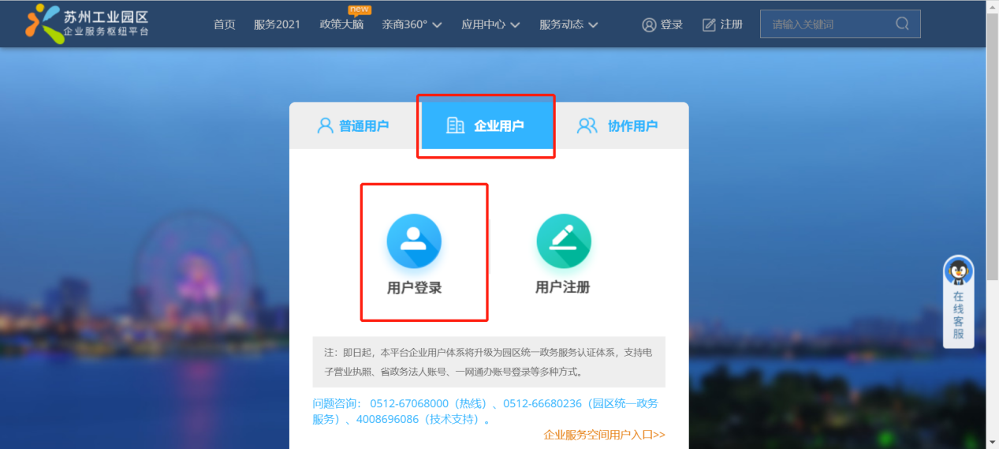 苏州工业园区
企业服务枢纽平台
首页 服务2021 政策大脑 new 亲商360° 应用中心 服务动态 登录 注册 请输入关键词
普通用户 企业用户 协作用户
用户登录 用户注册
注：即日起，本平台企业用户体系将升级为园区统一政务服务认证体系，支持电
子营业执照、省政务法人账号、一网通办账号登录等多种方式。
问题咨询： 0512-67068000（热线）、0512-66680236（园区统一政务
服务）、4008696086（技术支持）。
企业服务空间用户入口>>
在
线
客
服